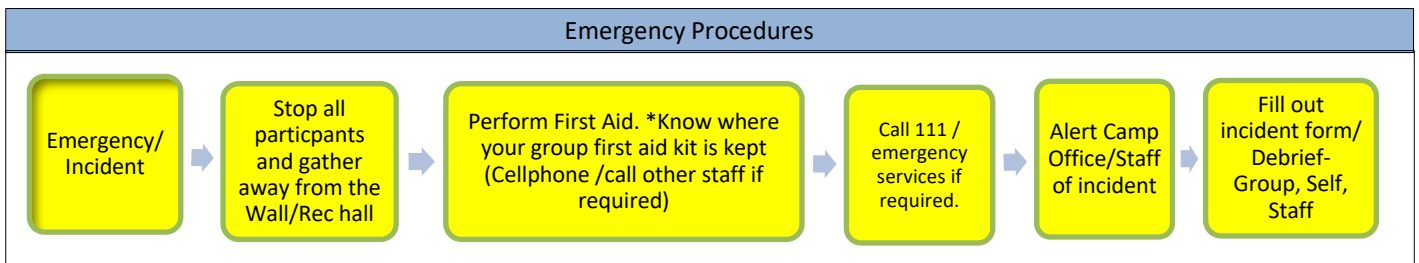 Emergency Procedures
Emergency/
Incident
Stop all
particpants
and gather
away from the
Wall/Rec hall
Perform First Aid. *Know where
your group first aid kit is kept
(Cellphone /call other staff if
required)
Call 111 /
emergency
services if
required.
Alert Camp
Office/Staff
of incident
Fill out
incident form/
Debrief-
Group, Self,
Staff